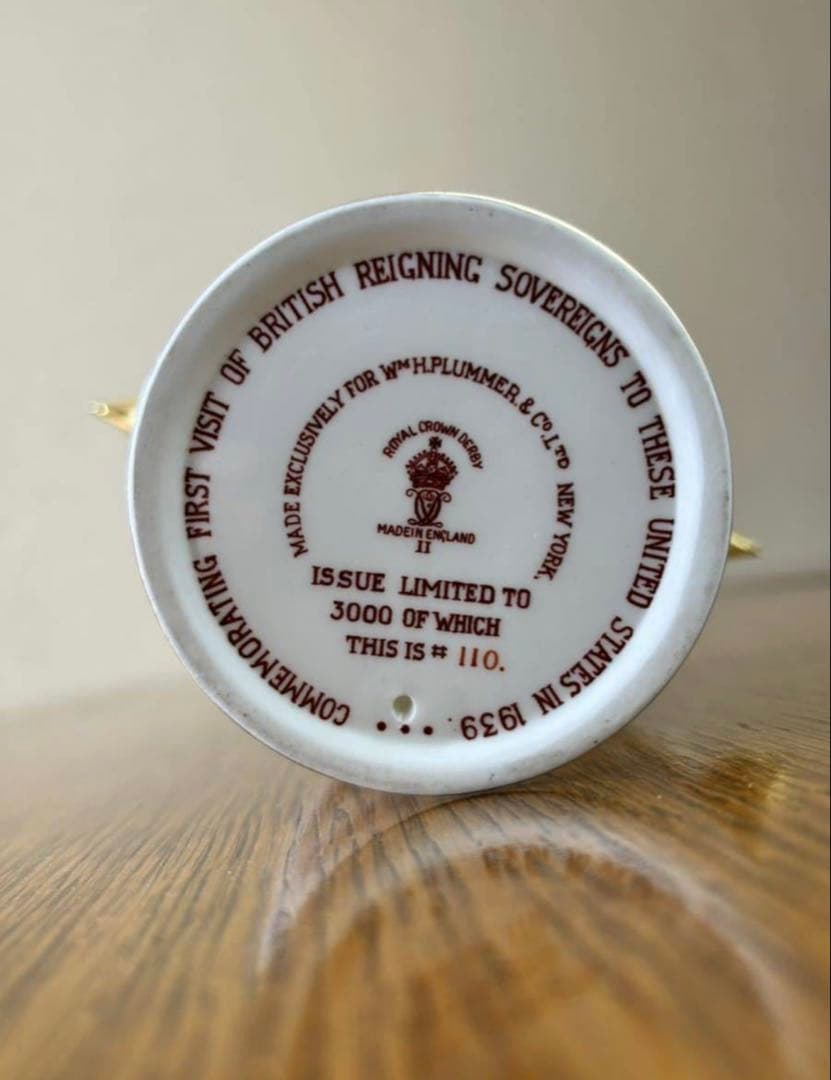 COMMEMORATING FIRST VISIT OF BRITISH REIGNING SOVEREIGNS TO THESE UNITED STATES IN 1939.
MADE EXCLUSIVELY FOR Wᴹ H. PLUMMER & Cº. LTD NEW YORK.
ROYAL CROWN DERBY
MADE IN ENGLAND
II
ISSUE LIMITED TO
3000 OF WHICH
THIS IS # 110.